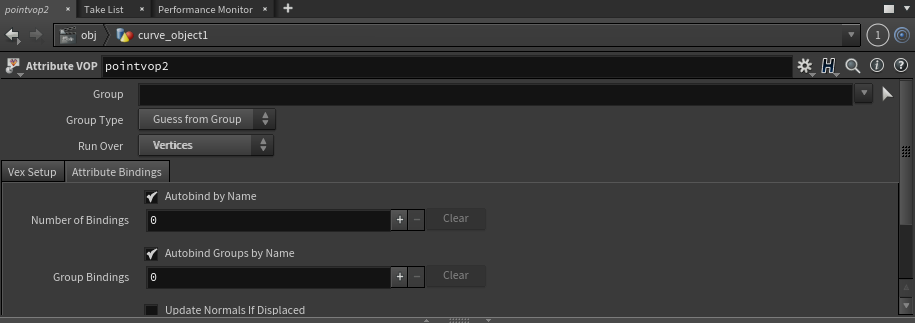 pointvop2 × Take List × Performance Monitor × +
obj curve_object1 1
Attribute VOP pointvop2 H i ?
Group
Group Type Guess from Group
Run Over Vertices
Vex Setup Attribute Bindings
Autobind by Name
Number of Bindings 0 + − Clear
Autobind Groups by Name
Group Bindings 0 + − Clear
Update Normals If Displaced